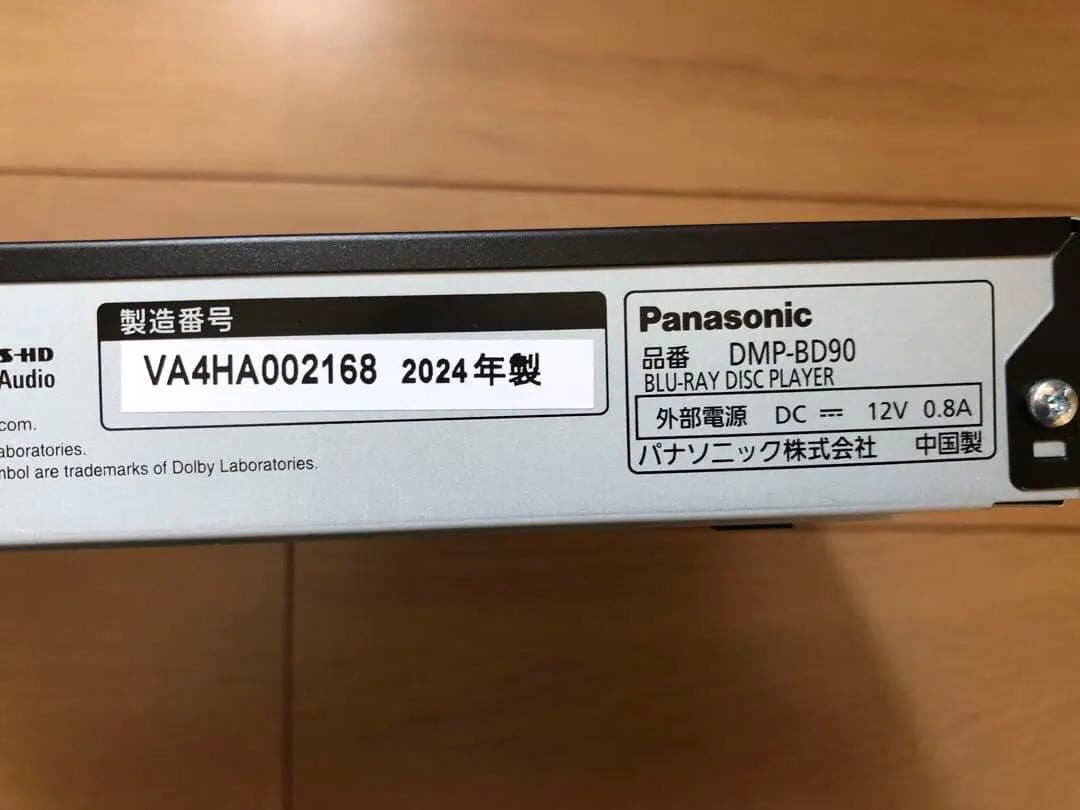 S-HD
Audio
com.
aboratories.
mbol are trademarks of Dolby Laboratories.
製造番号
VA4HA002168 2024年製
Panasonic
品番 DMP-BD90
BLU-RAY DISC PLAYER
外部電源 DC ⎓ 12V 0.8A
パナソニック株式会社 中国製